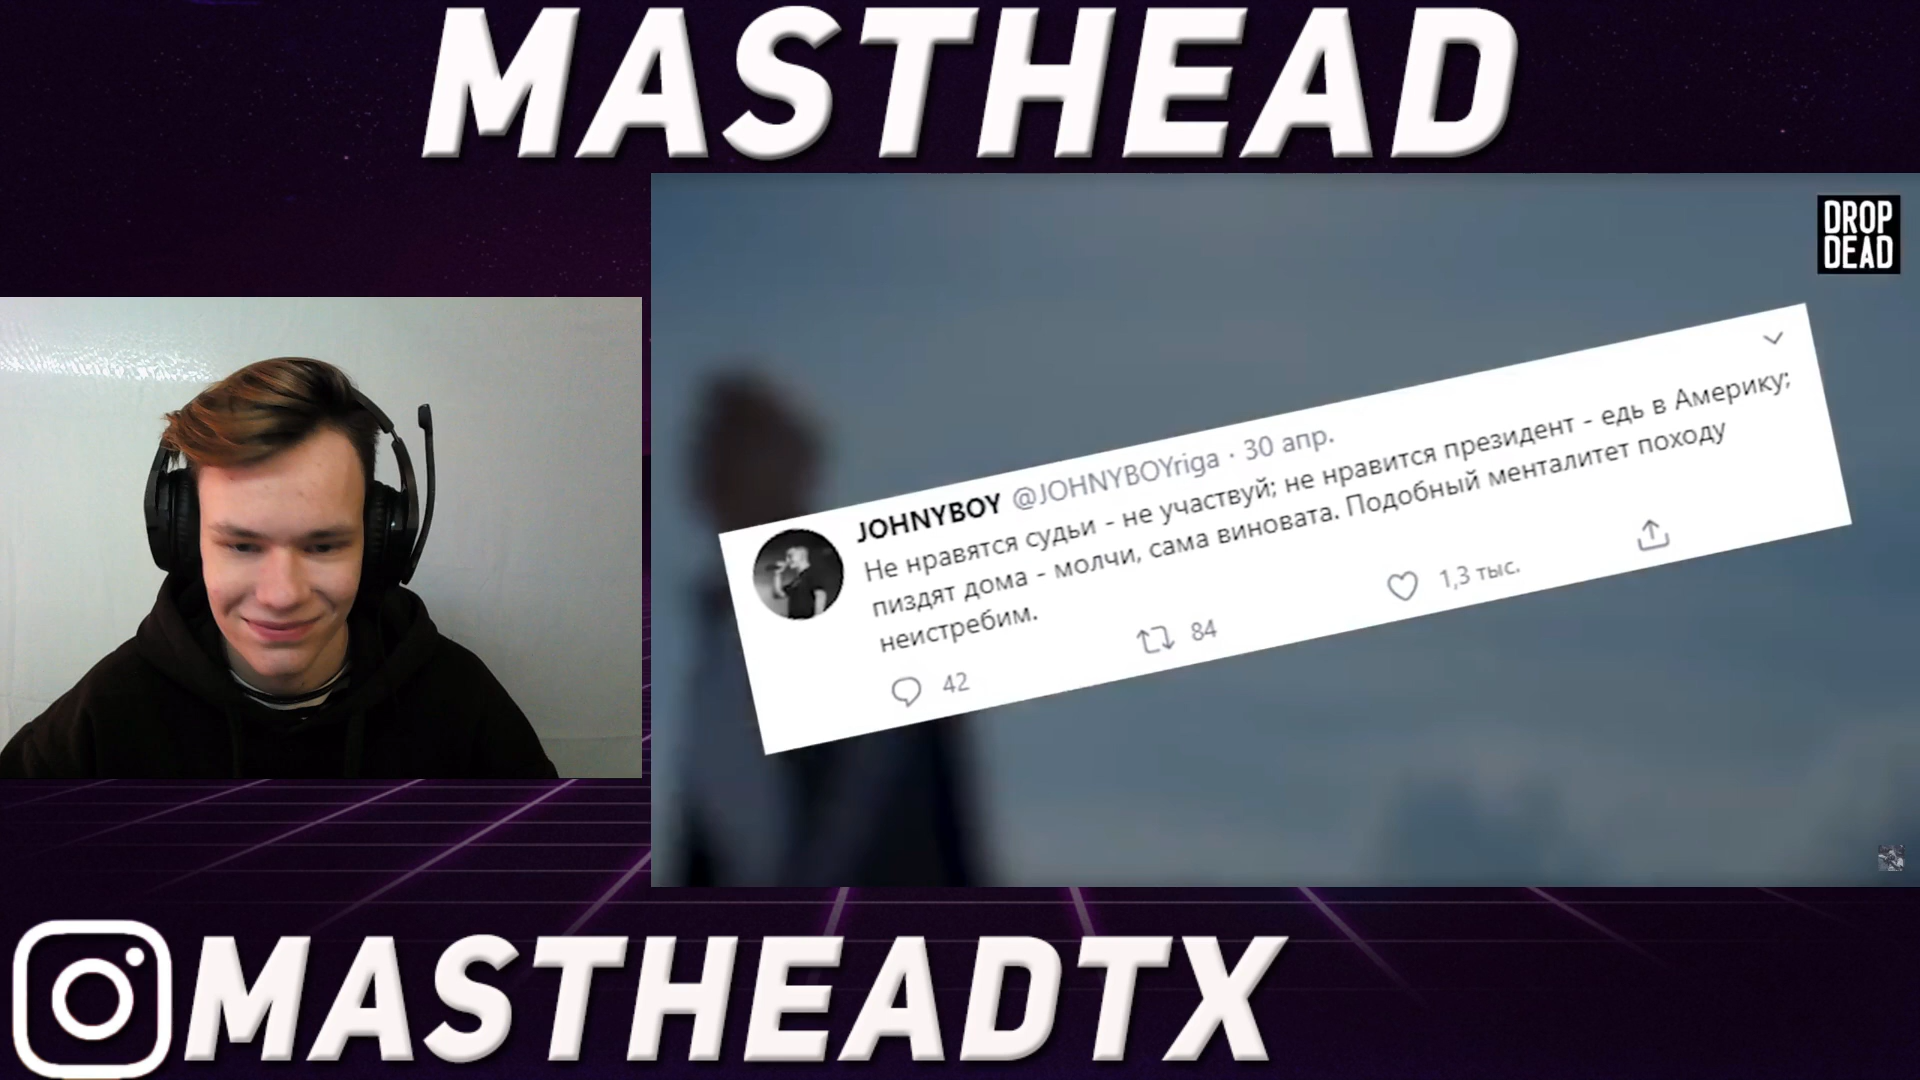 MASTHEAD
DROP
DEAD
JOHNYBOY @JOHNYBOYriga · 30 апр.
Не нравятся судьи - не участвуй; не нравится президент - едь в Америку;
пиздят дома - молчи, сама виновата. Подобный менталитет походу
неистребим.
42
84
1,3 тыс.
MASTHEADTX